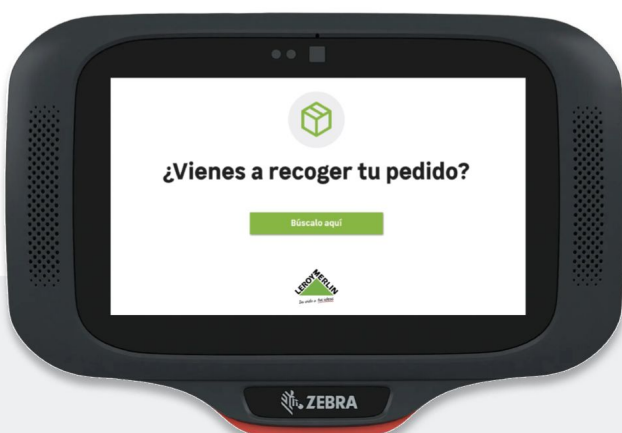 ¿Vienes a recoger tu pedido?
Búscalo aquí
LEROY MERLIN
ZEBRA